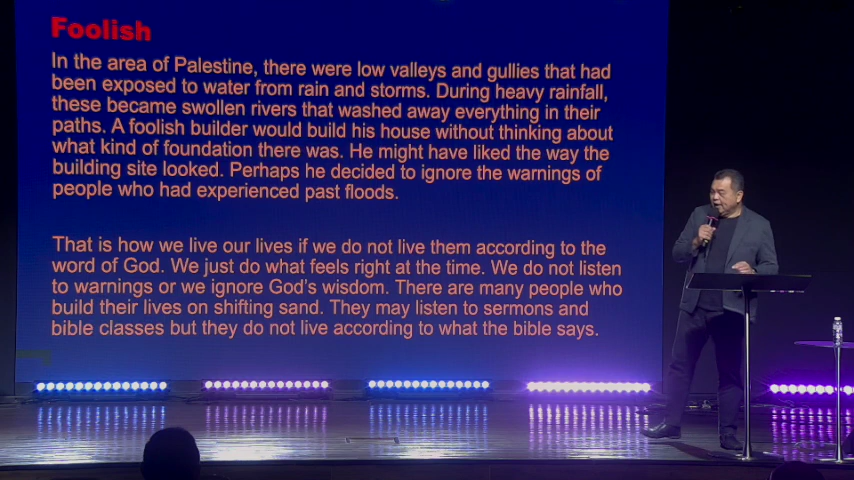 Foolish
In the area of Palestine, there were low valleys and gullies that had
been exposed to water from rain and storms. During heavy rainfall,
these became swollen rivers that washed away everything in their
paths. A foolish builder would build his house without thinking about
what kind of foundation there was. He might have liked the way the
building site looked. Perhaps he decided to ignore the warnings of
people who had experienced past floods.
That is how we live our lives if we do not live them according to the
word of God. We just do what feels right at the time. We do not listen
to warnings or we ignore God's wisdom. There are many people who
build their lives on shifting sand. They may listen to sermons and
bible classes but they do not live according to what the bible says.